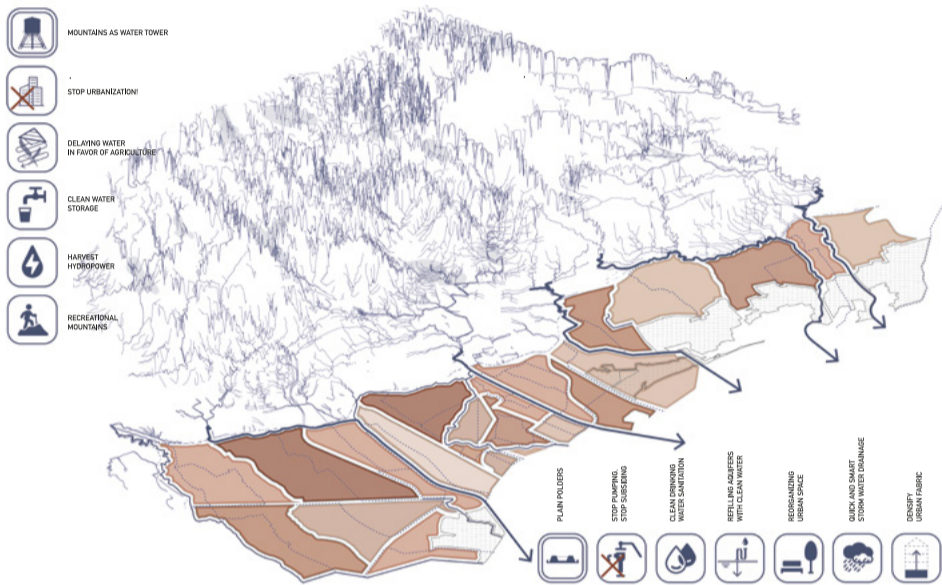 MOUNTAINS AS WATER TOWER
STOP URBANIZATION!
DELAYING WATER
IN FAVOR OF AGRICULTURE
CLEAN WATER
STORAGE
HARVEST
HYDROPOWER
RECREATIONAL
MOUNTAINS
PLAIN POLDERS
STOP PUMPING,
STOP SUBSIDING
CLEAN DRINKING
WATER SANITATION
REFILLING AQUIFERS
WITH CLEAN WATER
REORGANIZING
URBAN SPACE
QUICK AND SMART
STORM WATER DRAINAGE
DENSIFY
URBAN FABRIC